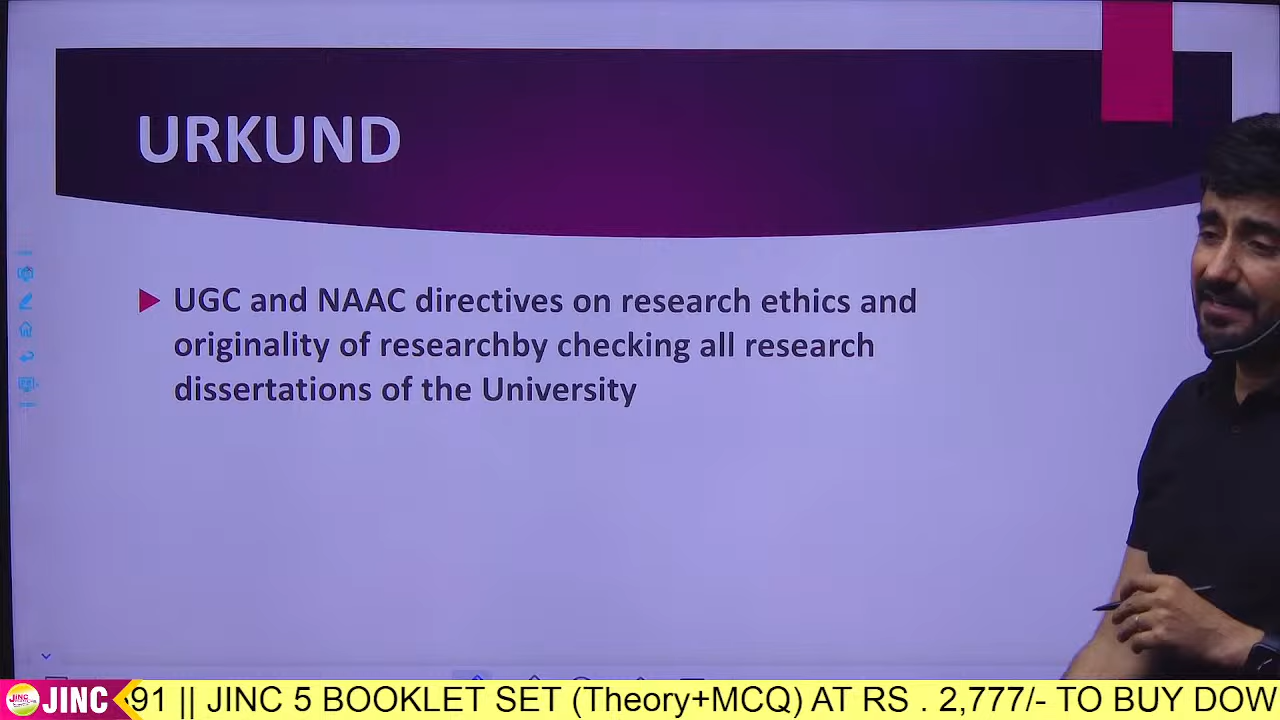 URKUND
UGC and NAAC directives on research ethics and
originality of researchby checking all research
dissertations of the University
JINC
91 || JINC 5 BOOKLET SET (Theory+MCQ) AT RS . 2,777/- TO BUY DOW